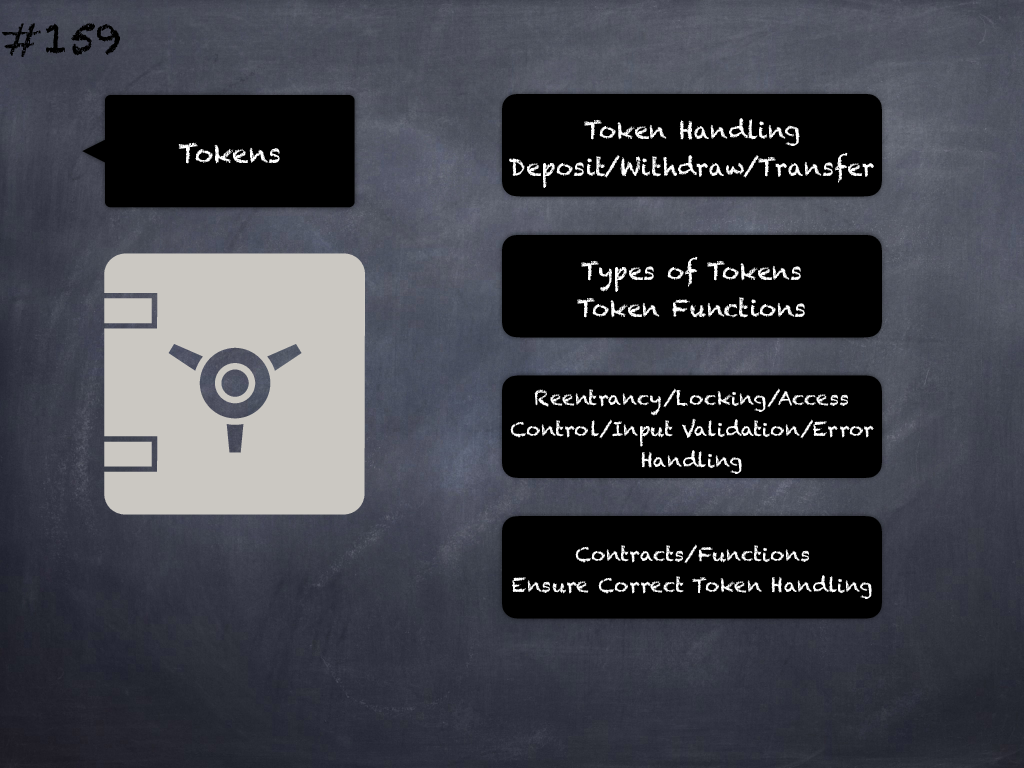 #159
Tokens
Token Handling
Deposit/Withdraw/Transfer
Types of Tokens
Token Functions
Reentrancy/Locking/Access
Control/Input Validation/Error
Handling
Contracts/Functions
Ensure Correct Token Handling